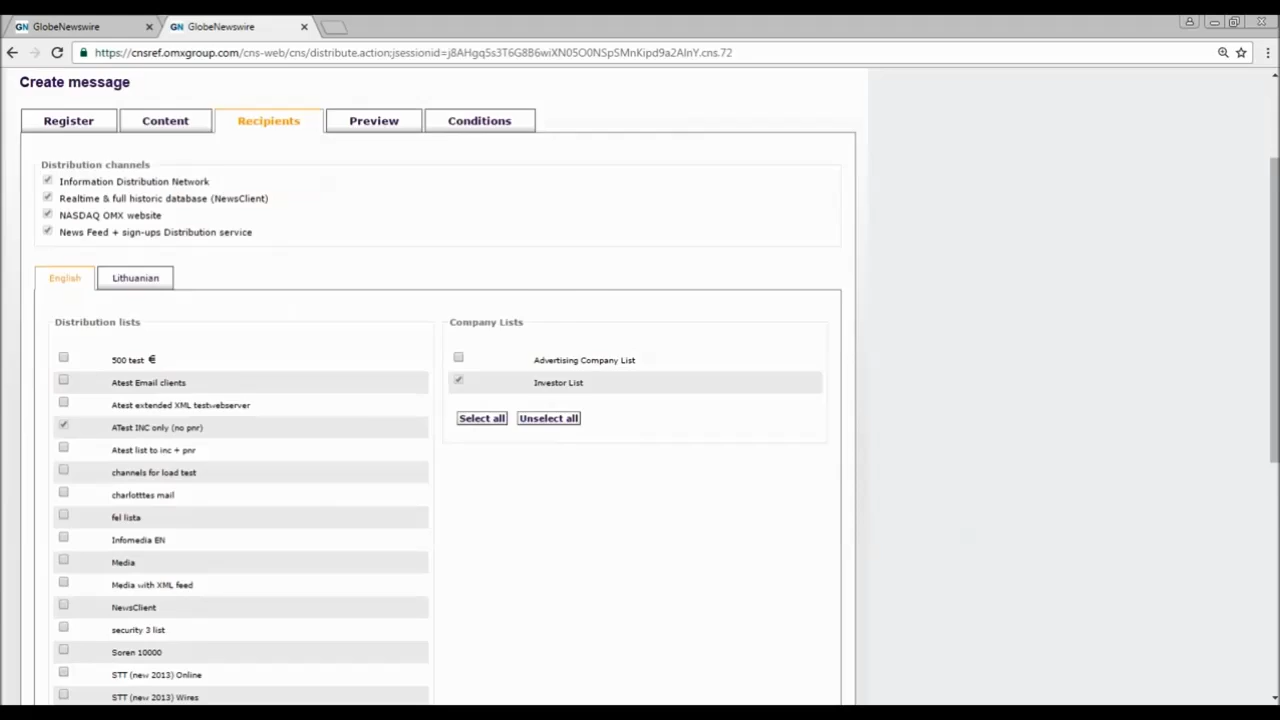 GN GlobeNewswire
GN GlobeNewswire
https://cnsref.omxgroup.com/cns-web/cns/distribute.action;jsessionid=j8AHgq5s3T6G8B6wiXN05O0NSpSMnKipd9a2AlnY.cns.72
Create message
Register Content Recipients Preview Conditions
Distribution channels
Information Distribution Network
Realtime & full historic database (NewsClient)
NASDAQ OMX website
News Feed + sign-ups Distribution service
English Lithuanian
Distribution lists
500 test €
Atest Email clients
Atest extended XML testwebserver
ATest INC only (no pnr)
Atest list to inc + pnr
channels for load test
charlotttes mail
fel lista
Infomedia EN
Media
Media with XML feed
NewsClient
security 3 list
Soren 10000
STT (new 2013) Online
STT (new 2013) Wires
Company Lists
Advertising Company List
Investor List
Select all Unselect all